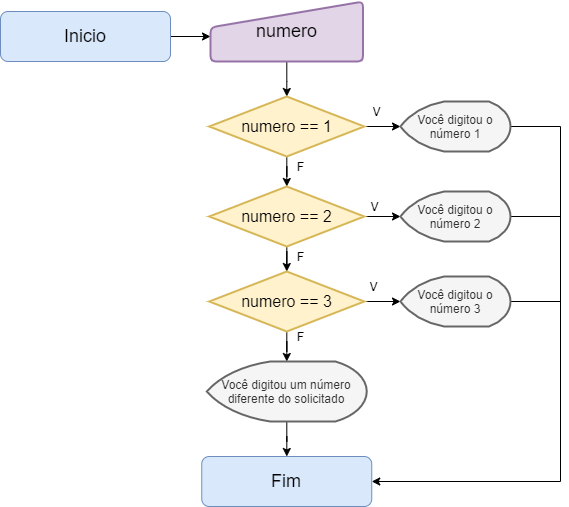 Inicio
numero
numero == 1
V
Você digitou o
número 1
F
numero == 2
V
Você digitou o
número 2
F
numero == 3
V
Você digitou o
número 3
F
Você digitou um número
diferente do solicitado
Fim